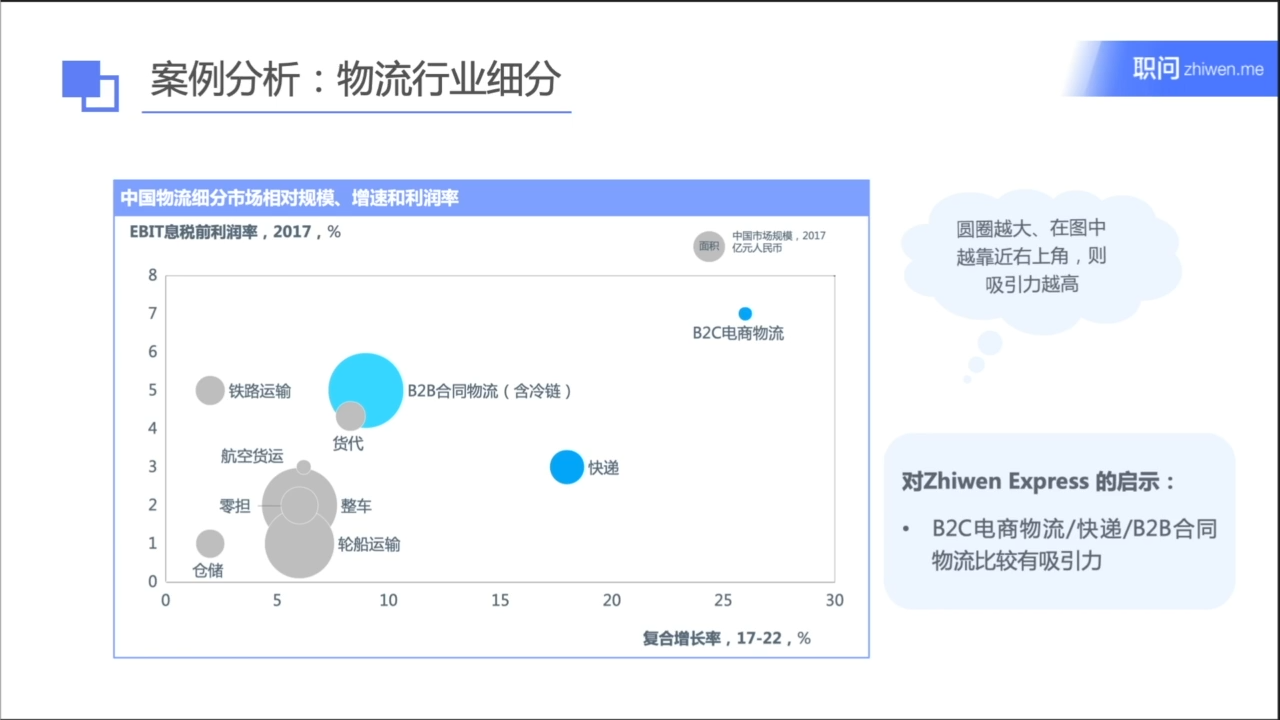 案例分析：物流行业细分
职问 zhiwen.me
中国物流细分市场相对规模、增速和利润率
EBIT息税前利润率，2017，%
面积
中国市场规模，2017
亿元人民币
8
7
6
5
4
3
2
1
0
B2C电商物流
铁路运输
B2B合同物流（含冷链）
货代
航空货运
快递
零担
整车
轮船运输
仓储
0 5 10 15 20 25 30
复合增长率，17-22，%
圆圈越大、在图中
越靠近右上角，则
吸引力越高
对Zhiwen Express 的启示：
• B2C电商物流/快递/B2B合同
物流比较有吸引力